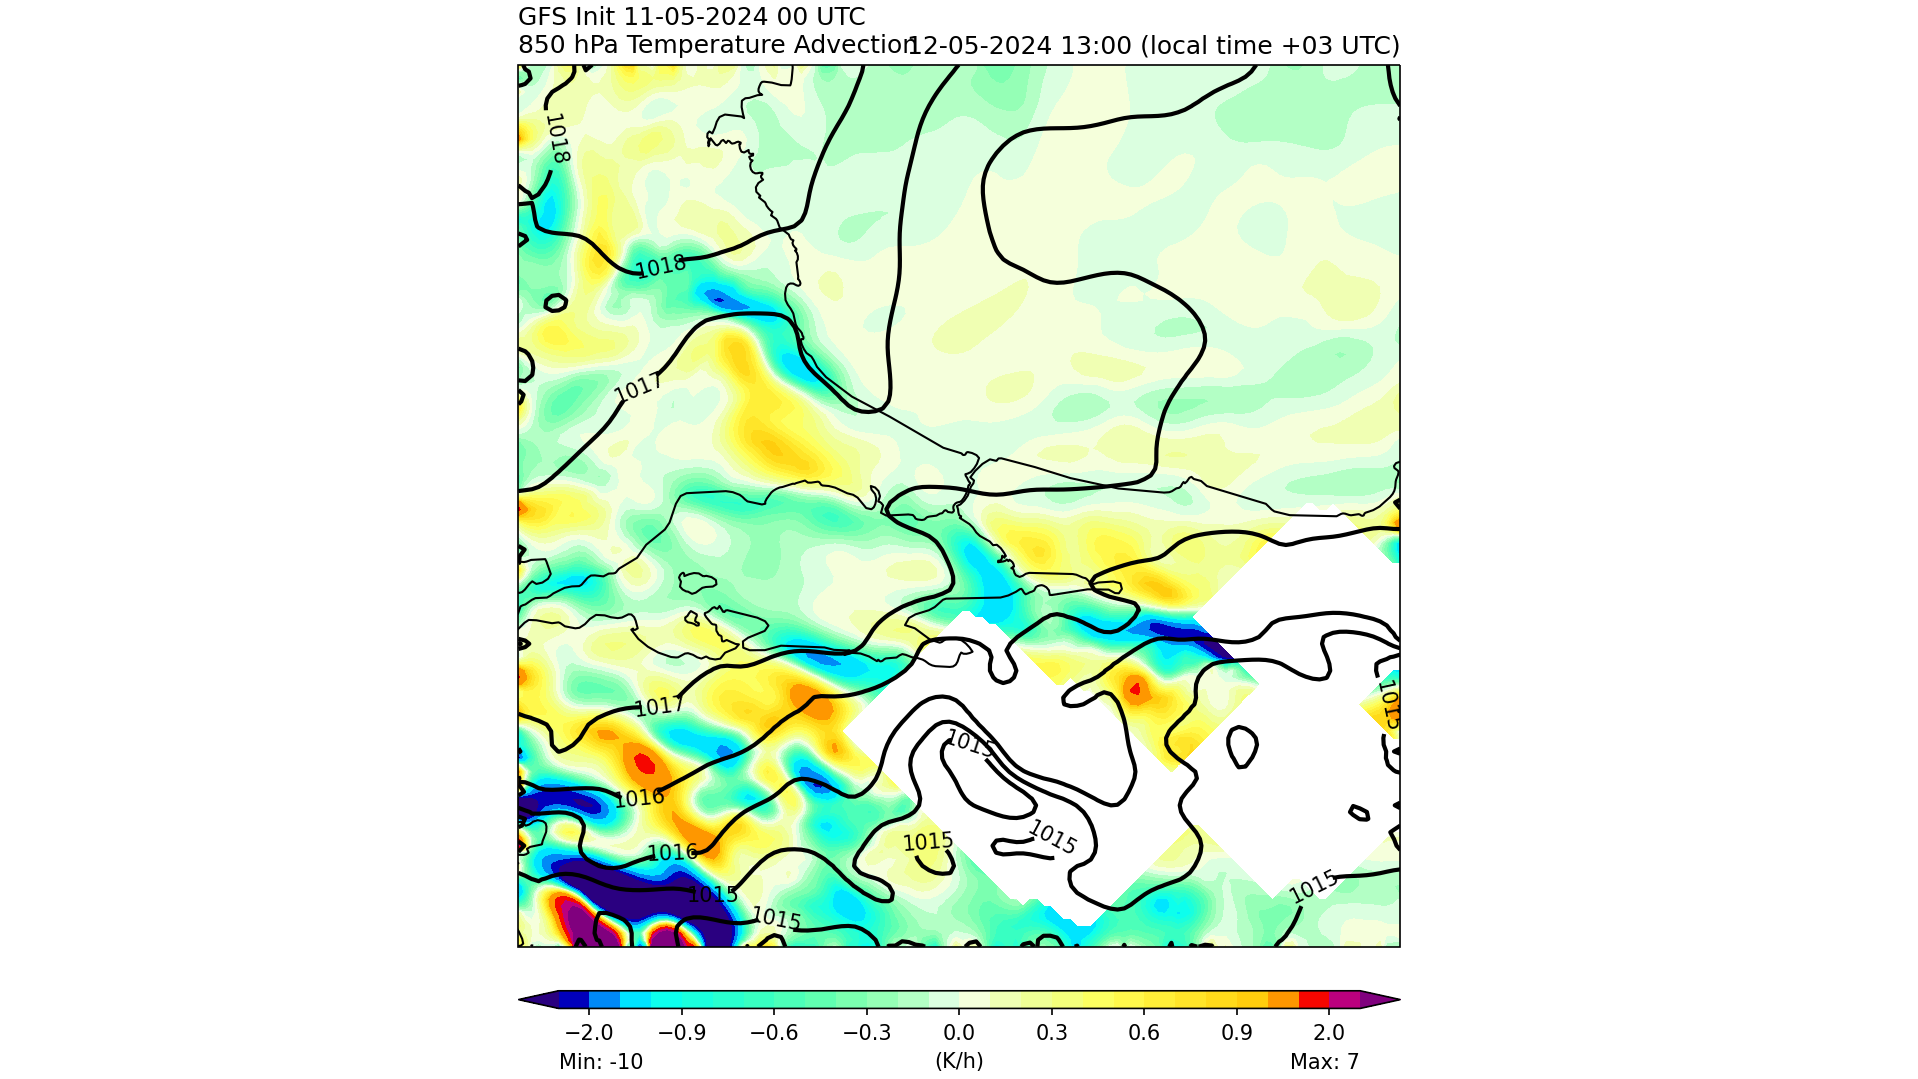 GFS Init 11-05-2024 00 UTC
850 hPa Temperature Advection
12-05-2024 13:00 (local time +03 UTC)
1018
1018
1017
1017
1016
1016
1015
1015
1015
1015
1015
1015
1015
−2.0 −0.9 −0.6 −0.3 0.0 0.3 0.6 0.9 2.0
Min: -10 (K/h) Max: 7